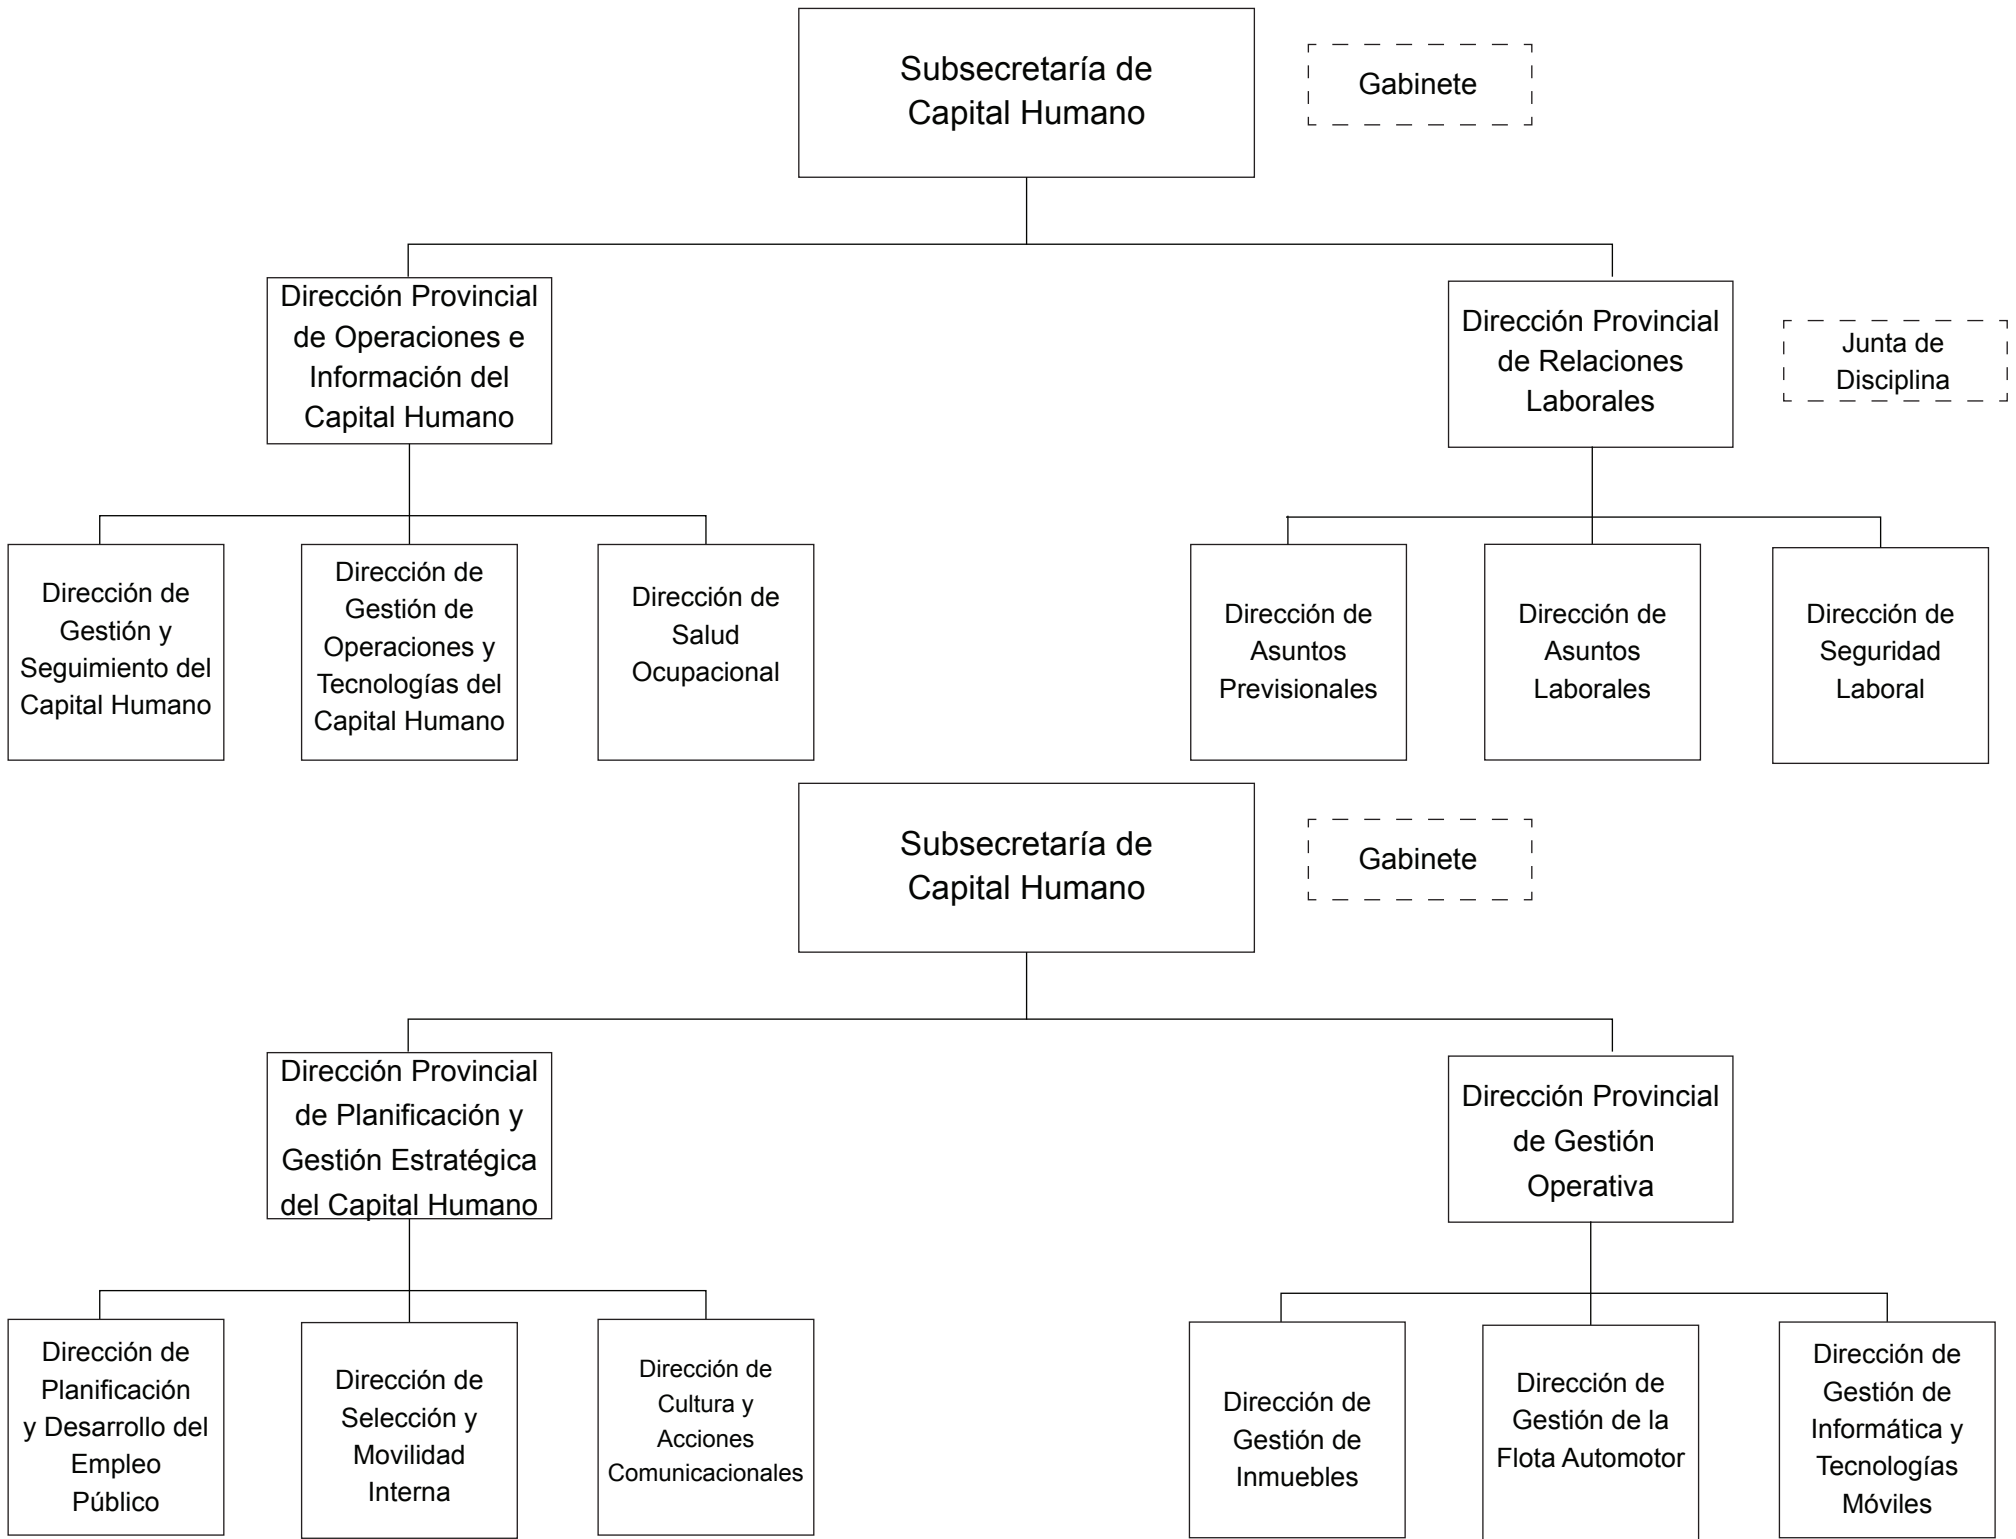 Subsecretaría de
Capital Humano
Gabinete
Dirección Provincial
de Operaciones e
Información del
Capital Humano
Dirección Provincial
de Relaciones
Laborales
Junta de
Disciplina
Dirección de
Gestión y
Seguimiento del
Capital Humano
Dirección de
Gestión de
Operaciones y
Tecnologías del
Capital Humano
Dirección de
Salud
Ocupacional
Dirección de
Asuntos
Previsionales
Dirección de
Asuntos
Laborales
Dirección de
Seguridad
Laboral
Subsecretaría de
Capital Humano
Gabinete
Dirección Provincial
de Planificación y
Gestión Estratégica
del Capital Humano
Dirección Provincial
de Gestión
Operativa
Dirección de
Planificación
y Desarrollo del
Empleo
Público
Dirección de
Selección y
Movilidad
Interna
Dirección de
Cultura y
Acciones
Comunicacionales
Dirección de
Gestión de
Inmuebles
Dirección de
Gestión de la
Flota Automotor
Dirección de
Gestión de
Informática y
Tecnologías
Móviles